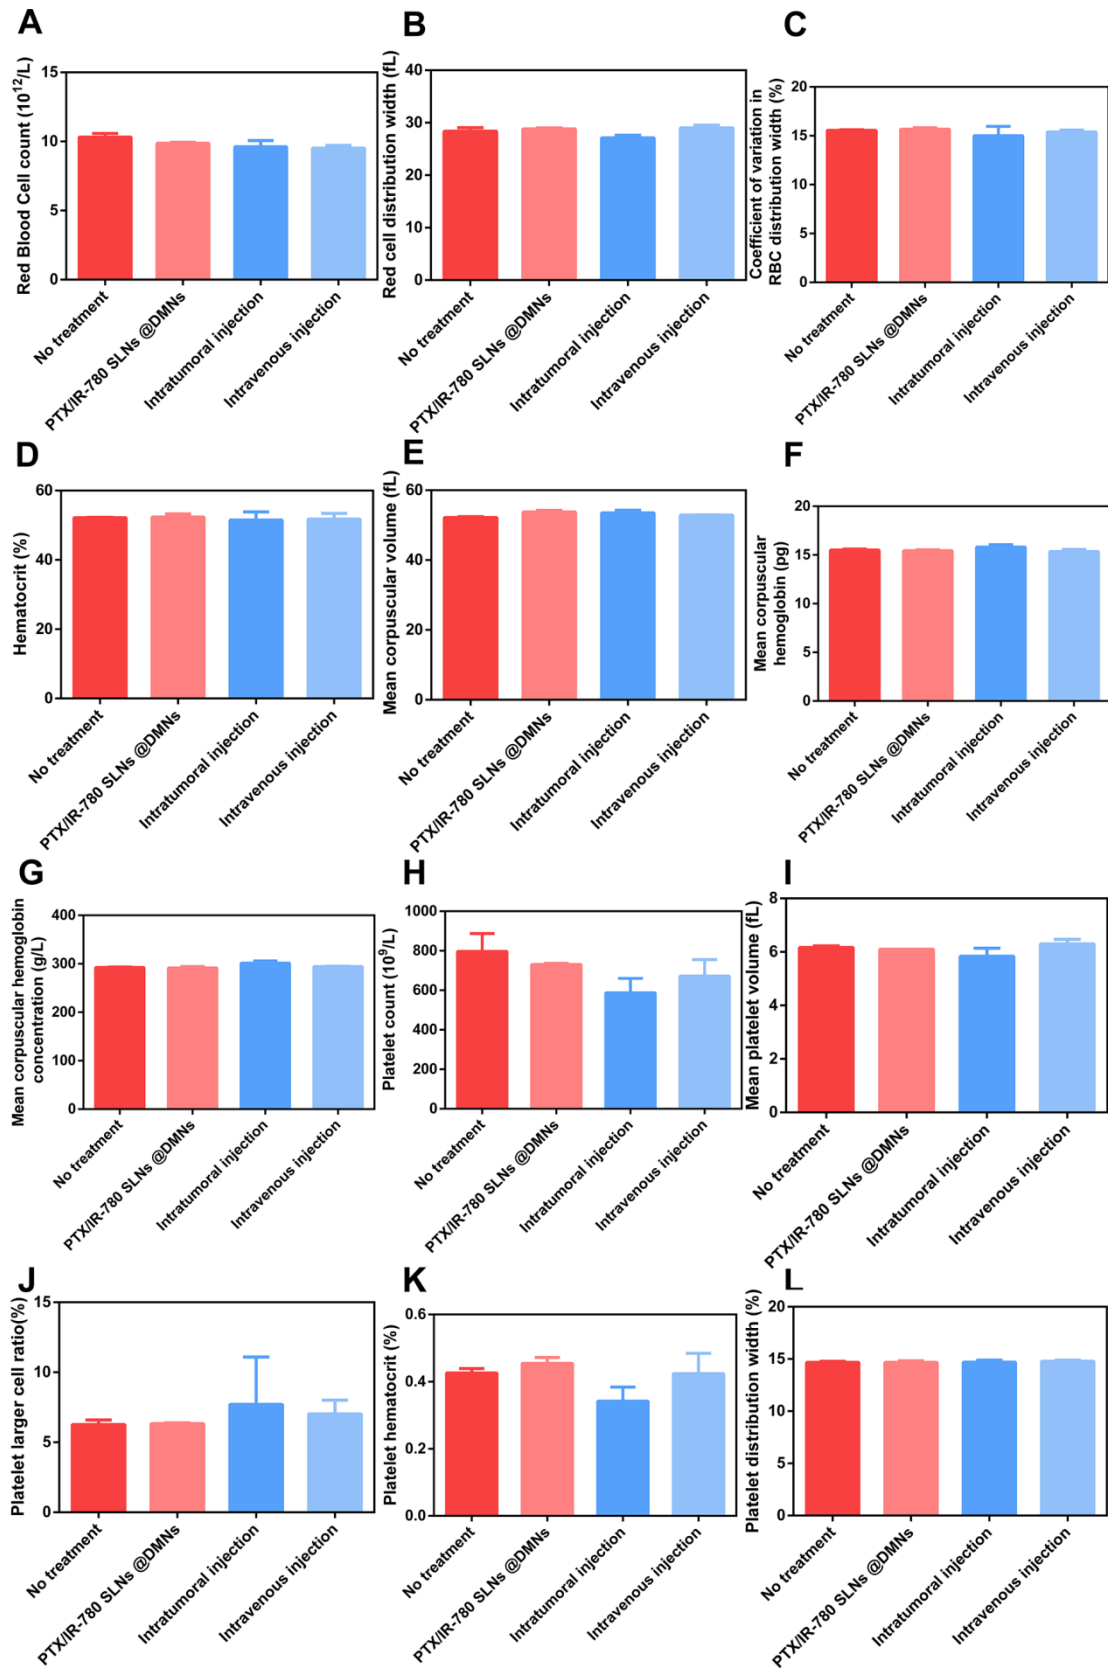 A
Red Blood Cell count (10¹²/L)
15
10
5
0
No treatment
PTX/IR-780 SLNs @DMNs
Intratumoral injection
Intravenous injection
B
Red cell distribution width (fL)
40
30
20
10
0
No treatment
PTX/IR-780 SLNs @DMNs
Intratumoral injection
Intravenous injection
C
Coefficient of variation in
RBC distribution width (%)
20
15
10
5
0
No treatment
PTX/IR-780 SLNs @DMNs
Intratumoral injection
Intravenous injection
D
Hematocrit (%)
60
40
20
0
No treatment
PTX/IR-780 SLNs @DMNs
Intratumoral injection
Intravenous injection
E
Mean corpuscular volume (fL)
60
40
20
0
No treatment
PTX/IR-780 SLNs @DMNs
Intratumoral injection
Intravenous injection
F
Mean corpuscular
hemoglobin (pg)
20
15
10
5
0
No treatment
PTX/IR-780 SLNs @DMNs
Intratumoral injection
Intravenous injection
G
Mean corpuscular hemoglobin
concentration (g/L)
400
300
200
100
0
No treatment
PTX/IR-780 SLNs @DMNs
Intratumoral injection
Intravenous injection
H
Platelet count (10⁹/L)
1000
800
600
400
200
0
No treatment
PTX/IR-780 SLNs @DMNs
Intratumoral injection
Intravenous injection
I
Mean platelet volume (fL)
8
6
4
2
0
No treatment
PTX/IR-780 SLNs @DMNs
Intratumoral injection
Intravenous injection
J
Platelet larger cell ratio(%)
15
10
5
0
No treatment
PTX/IR-780 SLNs @DMNs
Intratumoral injection
Intravenous injection
K
Platelet hematocrit (%)
0.6
0.4
0.2
0.0
No treatment
PTX/IR-780 SLNs @DMNs
Intratumoral injection
Intravenous injection
L
Platelet distribution width (%)
20
15
10
5
0
No treatment
PTX/IR-780 SLNs @DMNs
Intratumoral injection
Intravenous injection